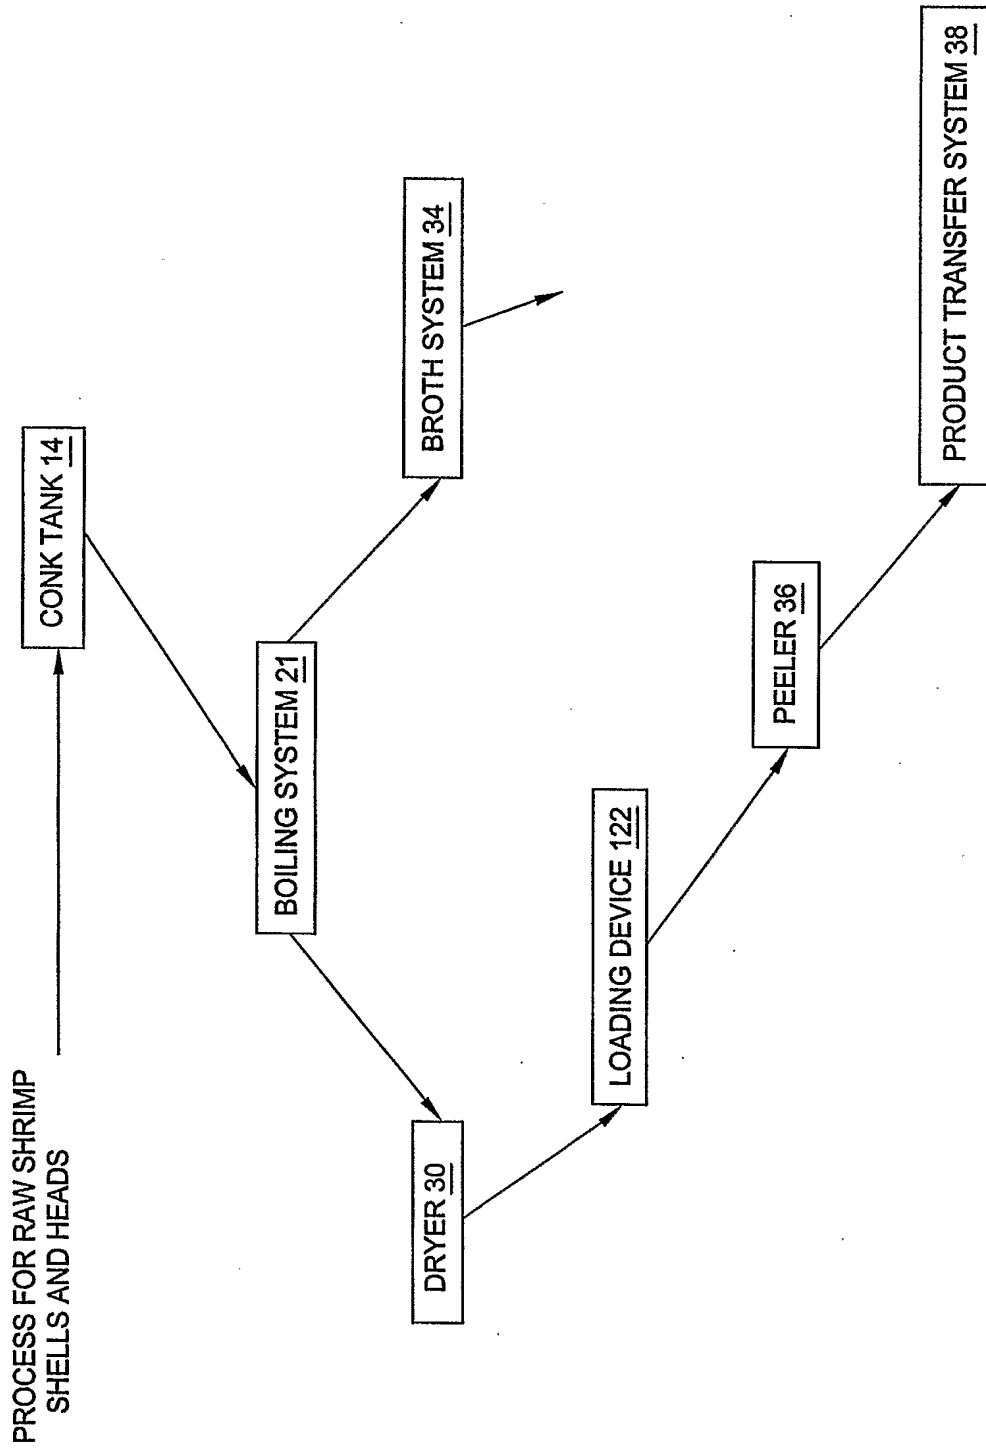 PROCESS FOR RAW SHRIMP
SHELLS AND HEADS
CONK TANK 14
BOILING SYSTEM 21
DRYER 30
BROTH SYSTEM 34
LOADING DEVICE 122
PEELER 36
PRODUCT TRANSFER SYSTEM 38